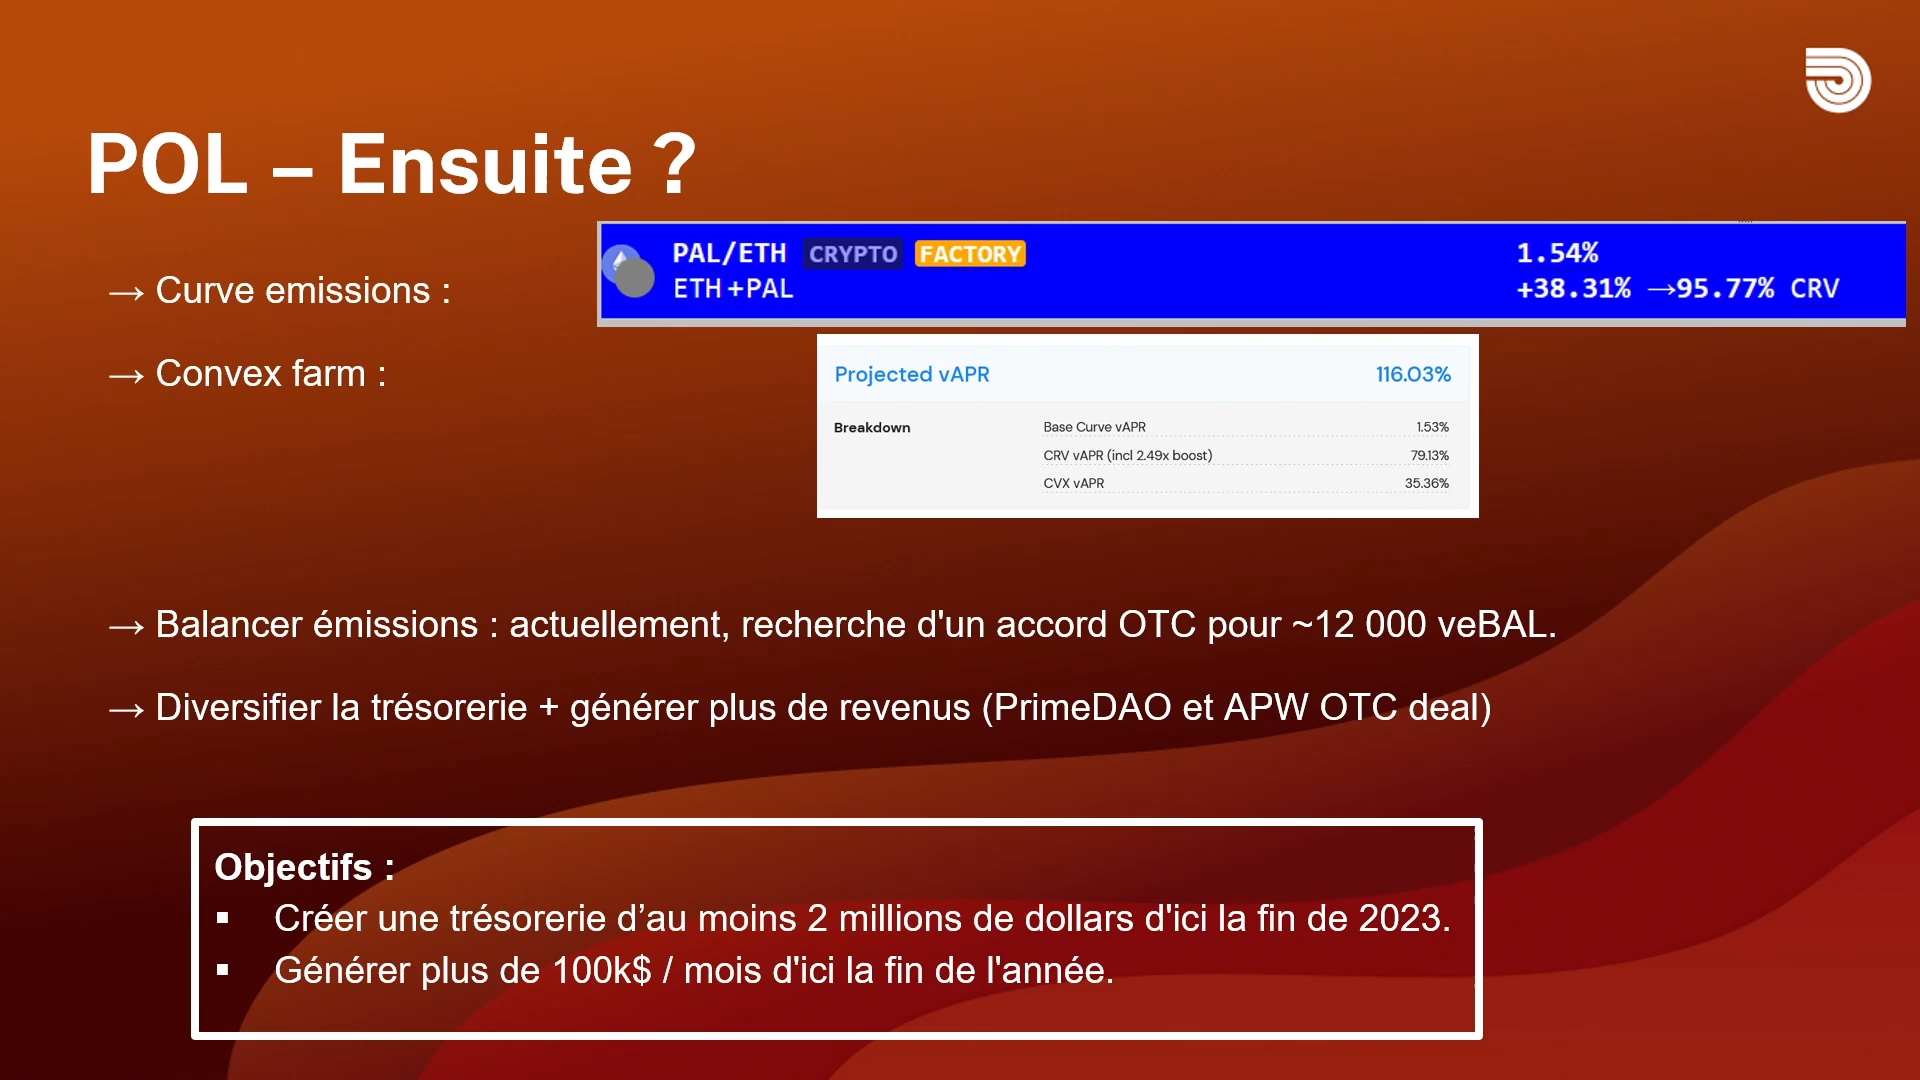 POL – Ensuite ?
→ Curve emissions :
PAL/ETH CRYPTO FACTORY 1.54%
ETH+PAL +38.31% →95.77% CRV
→ Convex farm :
Projected vAPR 116.03%
Breakdown Base Curve vAPR 1.53%
CRV vAPR (incl 2.49x boost) 79.13%
CVX vAPR 35.36%
→ Balancer émissions : actuellement, recherche d'un accord OTC pour ~12 000 veBAL.
→ Diversifier la trésorerie + générer plus de revenus (PrimeDAO et APW OTC deal)
Objectifs :
▪ Créer une trésorerie d’au moins 2 millions de dollars d'ici la fin de 2023.
▪ Générer plus de 100k$ / mois d'ici la fin de l'année.